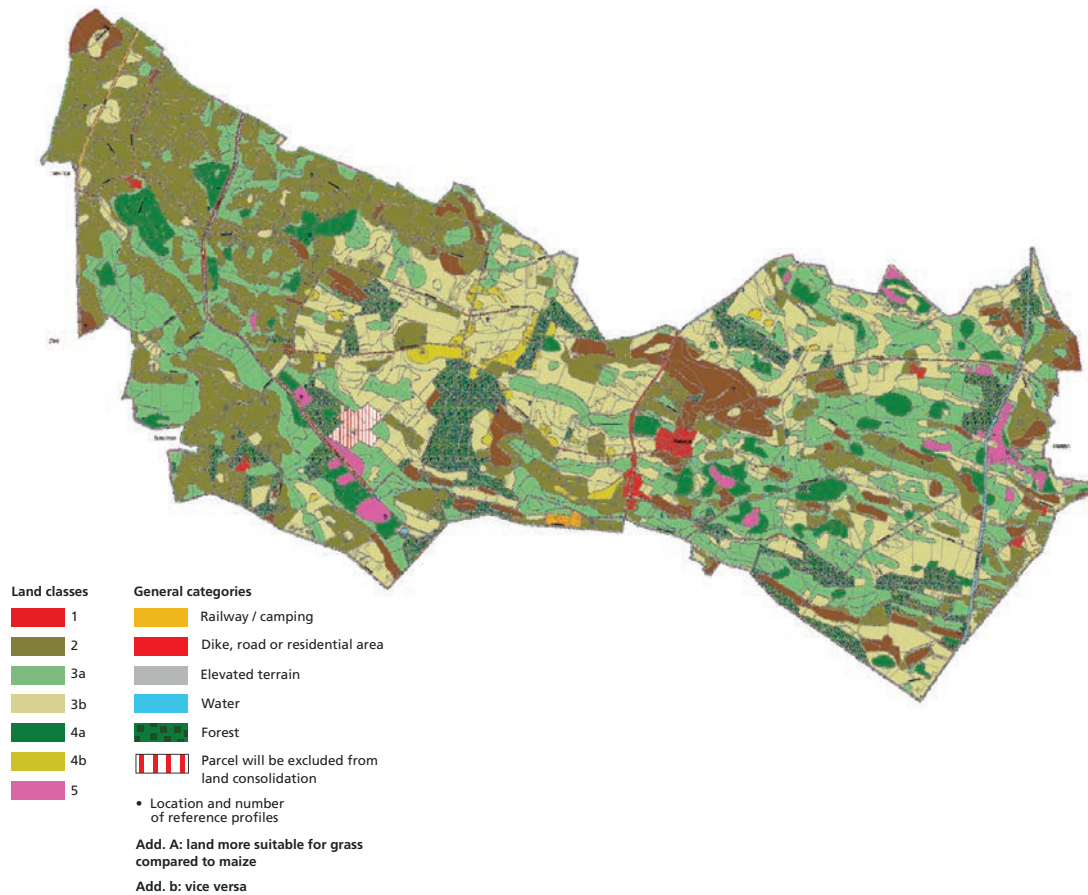 Land classes
1
2
3a
3b
4a
4b
5
General categories
Railway / camping
Dike, road or residential area
Elevated terrain
Water
Forest
Parcel will be excluded from
land consolidation
• Location and number
of reference profiles
Add. A: land more suitable for grass
compared to maize
Add. b: vice versa